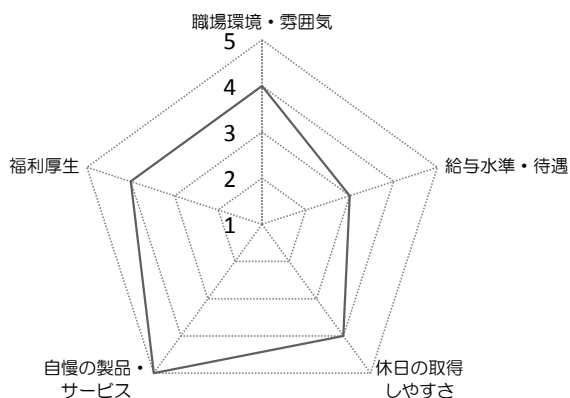 職場環境・雰囲気
5
4
3
2
1
福利厚生
給与水準・待遇
自慢の製品・
サービス
休日の取得
しやすさ